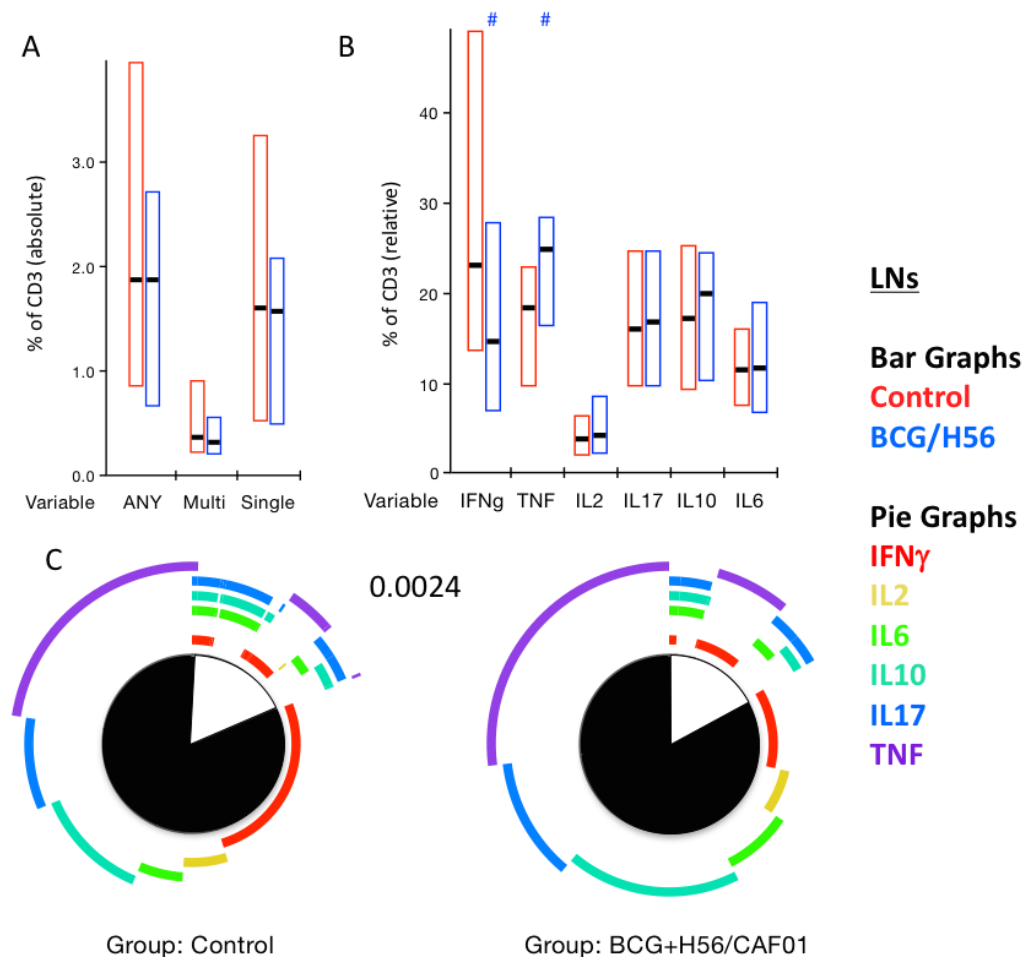 A
% of CD3 (absolute)
3.0
2.0
1.0
0.0
Variable ANY Multi Single
B
# #
% of CD3 (relative)
40
30
20
10
0
Variable IFNg TNF IL2 IL17 IL10 IL6
LNs
Bar Graphs
Control
BCG/H56
Pie Graphs
IFNγ
IL2
IL6
IL10
IL17
TNF
C
0.0024
Group: Control
Group: BCG+H56/CAF01